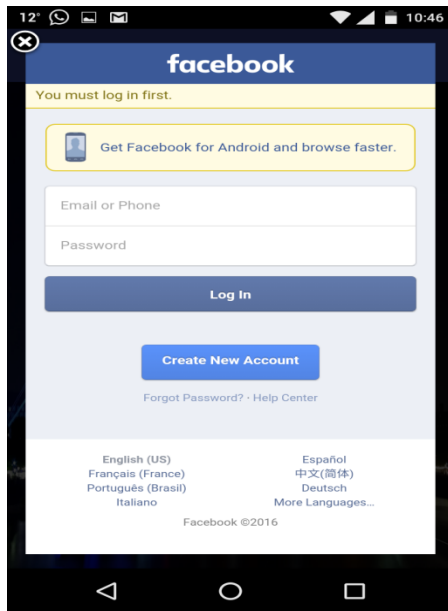 12° 10:46
facebook
You must log in first.
Get Facebook for Android and browse faster.
Email or Phone
Password
Log In
Create New Account
Forgot Password? · Help Center
English (US) Español
Français (France) 中文(简体)
Português (Brasil) Deutsch
Italiano More Languages...
Facebook ©2016